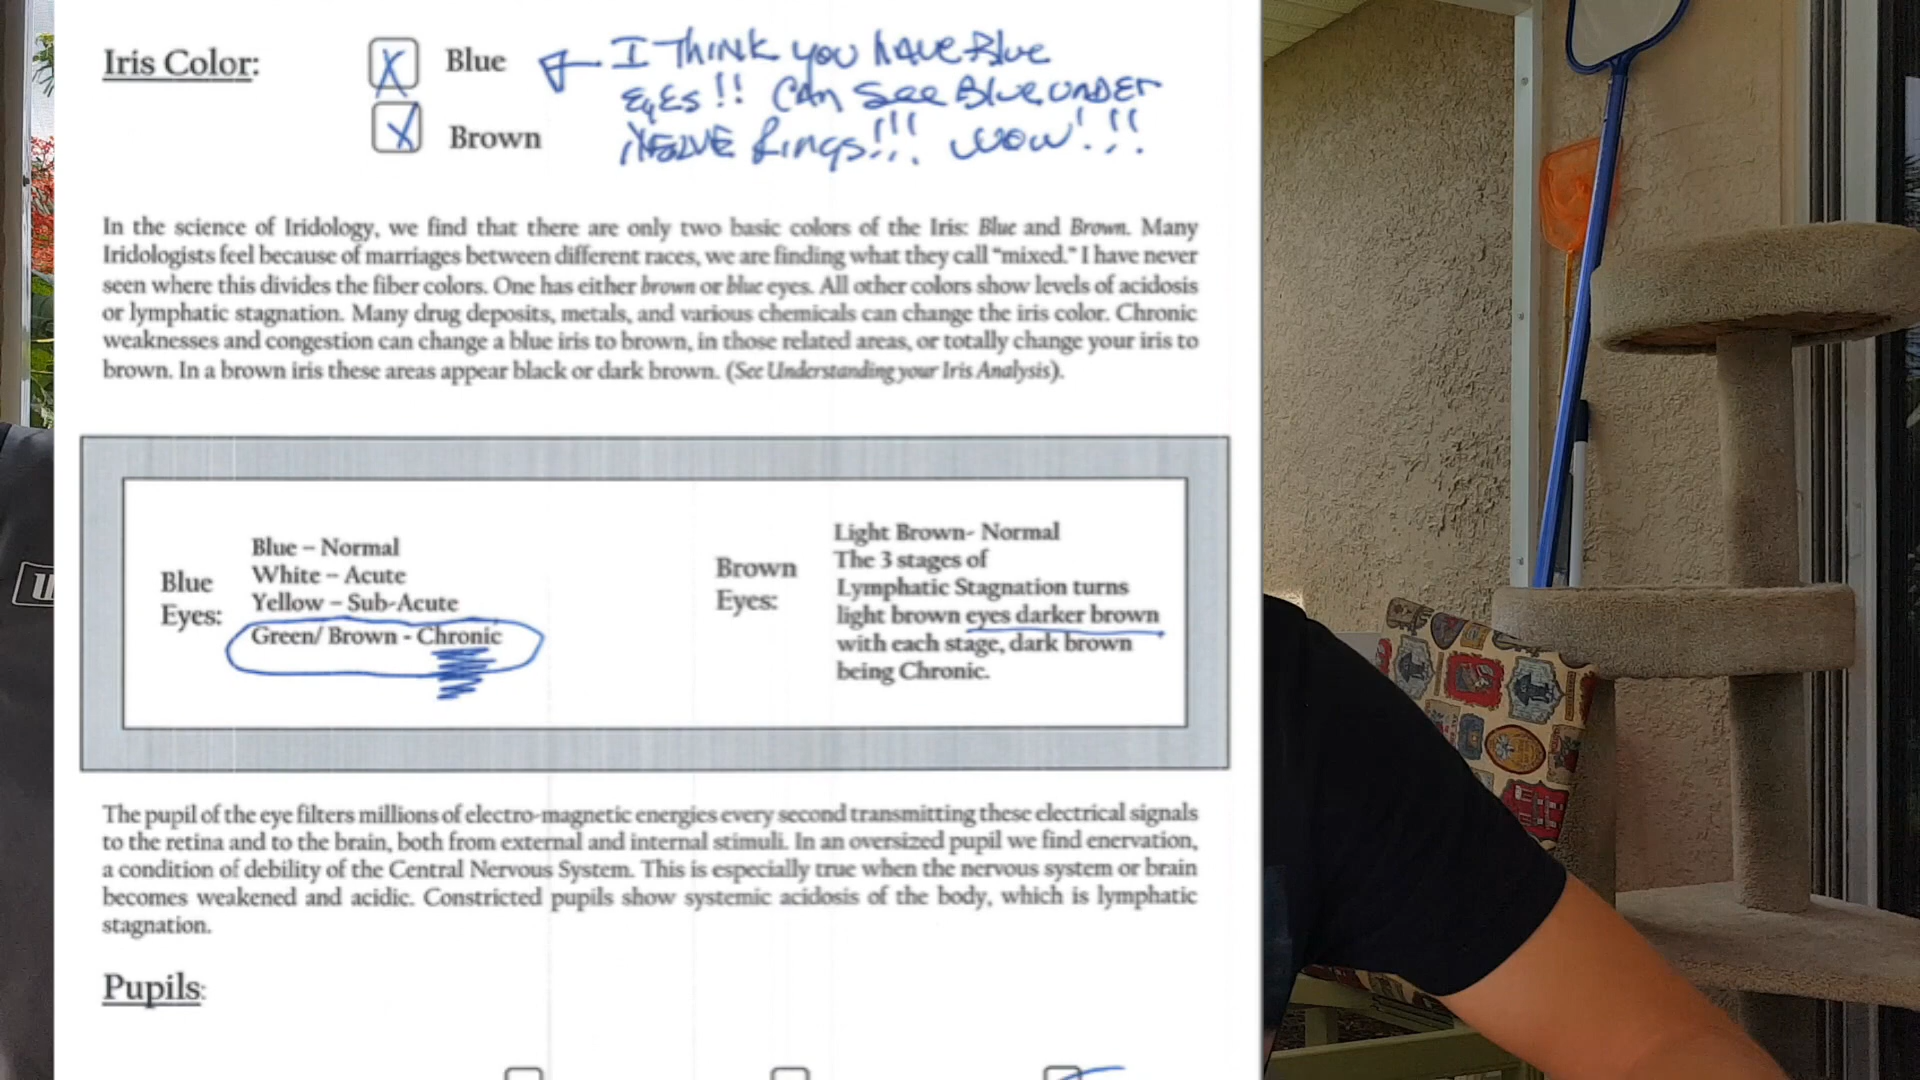 Iris Color:
Blue
I THINK you have Blue
EyEs!! CAn See Blue UNDER
NERVE Rings!!! wow!!!
Brown
In the science of Iridology, we find that there are only two basic colors of the Iris: Blue and Brown. Many
Iridologists feel because of marriages between different races, we are finding what they call “mixed.” I have never
seen where this divides the fiber colors. One has either brown or blue eyes. All other colors show levels of acidosis
or lymphatic stagnation. Many drug deposits, metals, and various chemicals can change the iris color. Chronic
weaknesses and congestion can change a blue iris to brown, in those related areas, or totally change your iris to
brown. In a brown iris these areas appear black or dark brown. (See Understanding your Iris Analysis).
Blue
Eyes:
Blue – Normal
White – Acute
Yellow – Sub-Acute
Green/ Brown - Chronic
Brown
Eyes:
Light Brown- Normal
The 3 stages of
Lymphatic Stagnation turns
light brown eyes darker brown
with each stage, dark brown
being Chronic.
The pupil of the eye filters millions of electro-magnetic energies every second transmitting these electrical signals
to the retina and to the brain, both from external and internal stimuli. In an oversized pupil we find enervation,
a condition of debility of the Central Nervous System. This is especially true when the nervous system or brain
becomes weakened and acidic. Constricted pupils show systemic acidosis of the body, which is lymphatic
stagnation.
Pupils: